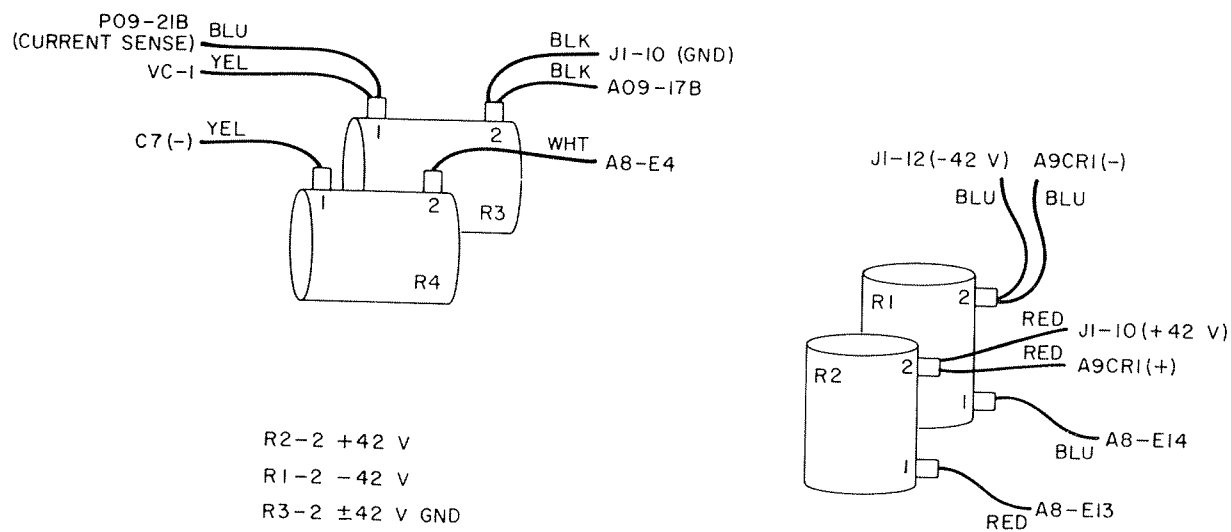 P09-21B BLU
(CURRENT SENSE)
VC-1 YEL
C7(-) YEL
BLK J1-10 (GND)
BLK A09-17B
1 2
WHT A8-E4
1 2
R3
R4
J1-12(-42 V) A9CR1(-)
BLU BLU
R1 2
RED J1-10(+42 V)
RED A9CR1(+)
R2 2
1
BLU A8-E14
1
RED A8-E13
R2-2 +42 V
R1-2 -42 V
R3-2 ±42 V GND